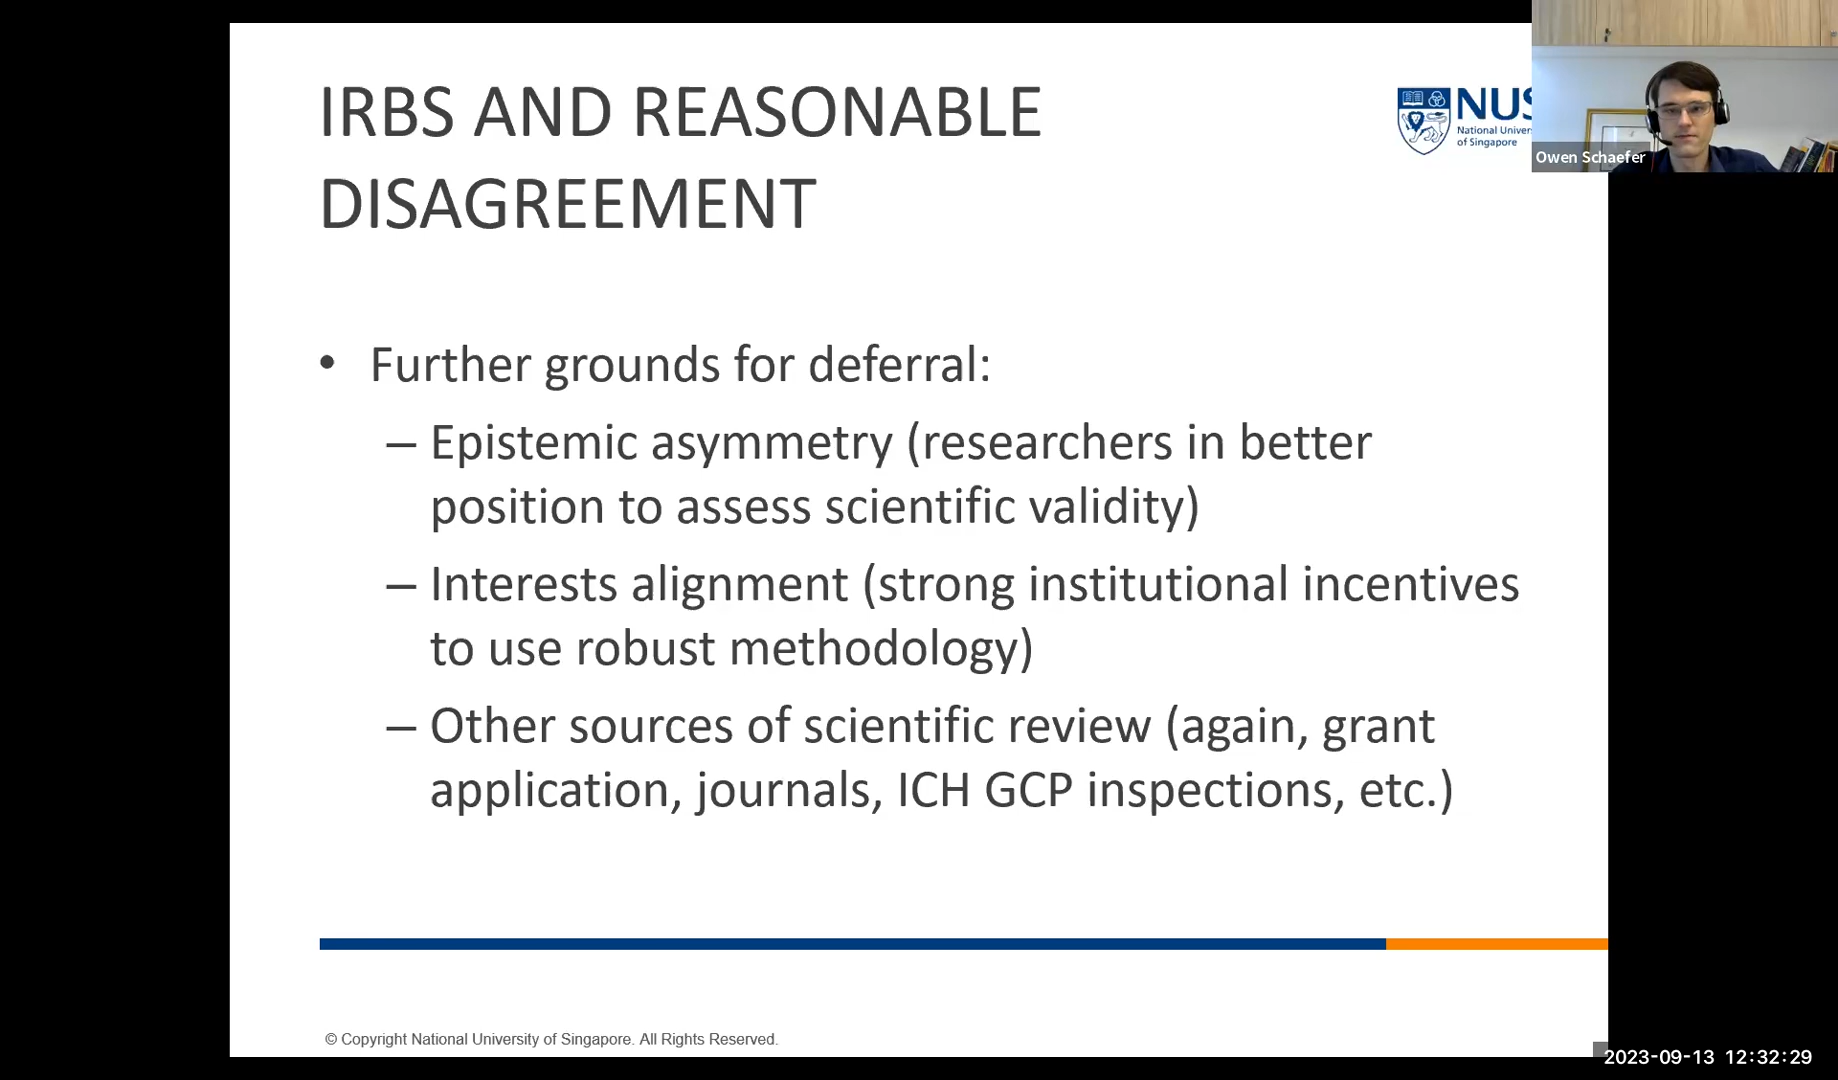 IRBS AND REASONABLE
DISAGREEMENT
NUS
National Univer
of Singapore
Owen Schaefer
• Further grounds for deferral:
– Epistemic asymmetry (researchers in better
position to assess scientific validity)
– Interests alignment (strong institutional incentives
to use robust methodology)
– Other sources of scientific review (again, grant
application, journals, ICH GCP inspections, etc.)
© Copyright National University of Singapore. All Rights Reserved.
2023-09-13 12:32:29